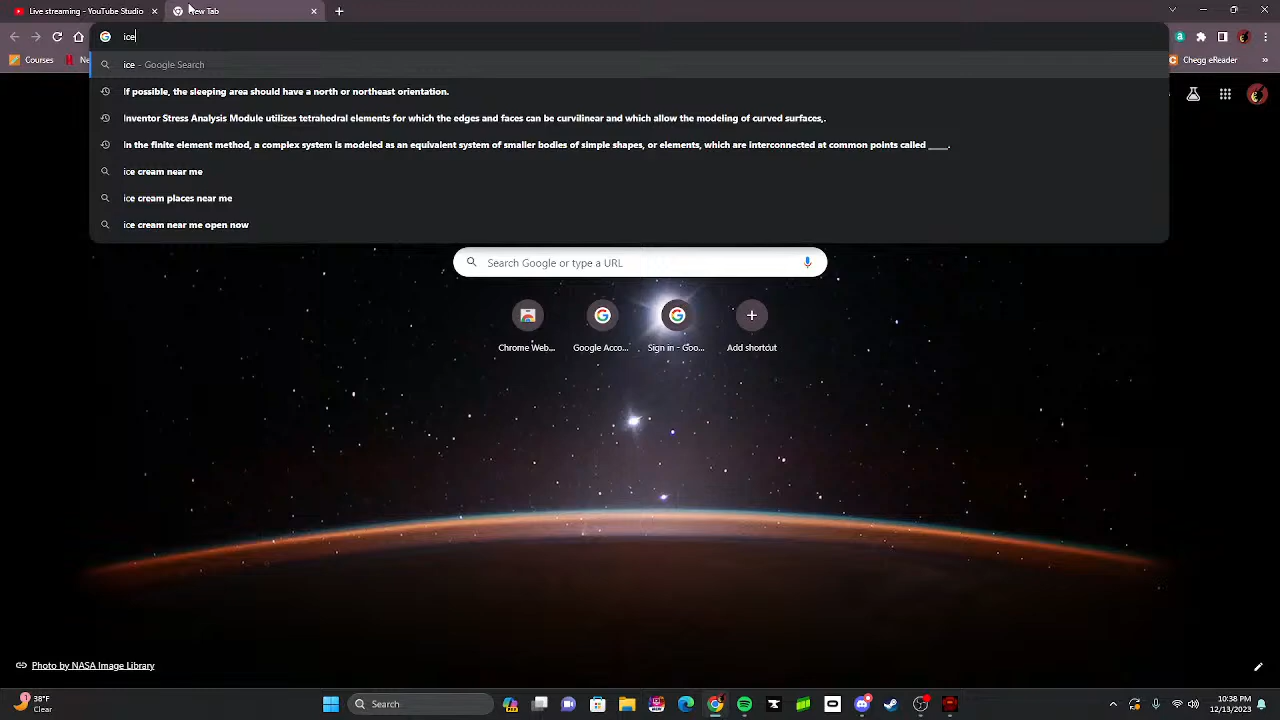 Live streaming - YouTube Studio
New Tab
ice
Courses
Ne
Chegg eReader
ice - Google Search
If possible, the sleeping area should have a north or northeast orientation.
Inventor Stress Analysis Module utilizes tetrahedral elements for which the edges and faces can be curvilinear and which allow the modeling of curved surfaces,.
In the finite element method, a complex system is modeled as an equivalent system of smaller bodies of simple shapes, or elements, which are interconnected at common points called ____.
ice cream near me
ice cream places near me
ice cream near me open now
Search Google or type a URL
Chrome Web...
Google Acco...
Sign in - Goo...
Add shortcut
Photo by NASA Image Library
38°F
Clear
Search
10:38 PM
12/13/2023